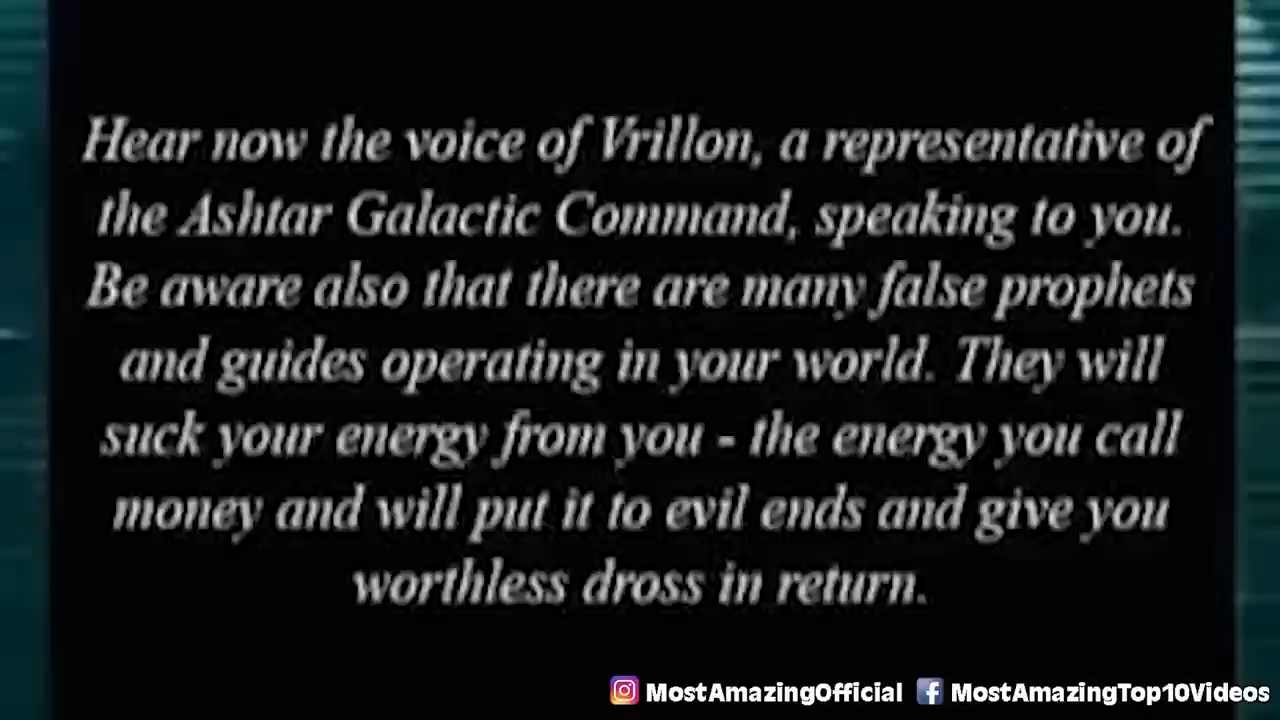 Hear now the voice of Vrillon, a representative of
the Ashtar Galactic Command, speaking to you.
Be aware also that there are many false prophets
and guides operating in your world. They will
suck your energy from you - the energy you call
money and will put it to evil ends and give you
worthless dross in return.
MostAmazingOfficial MostAmazingTop10Videos